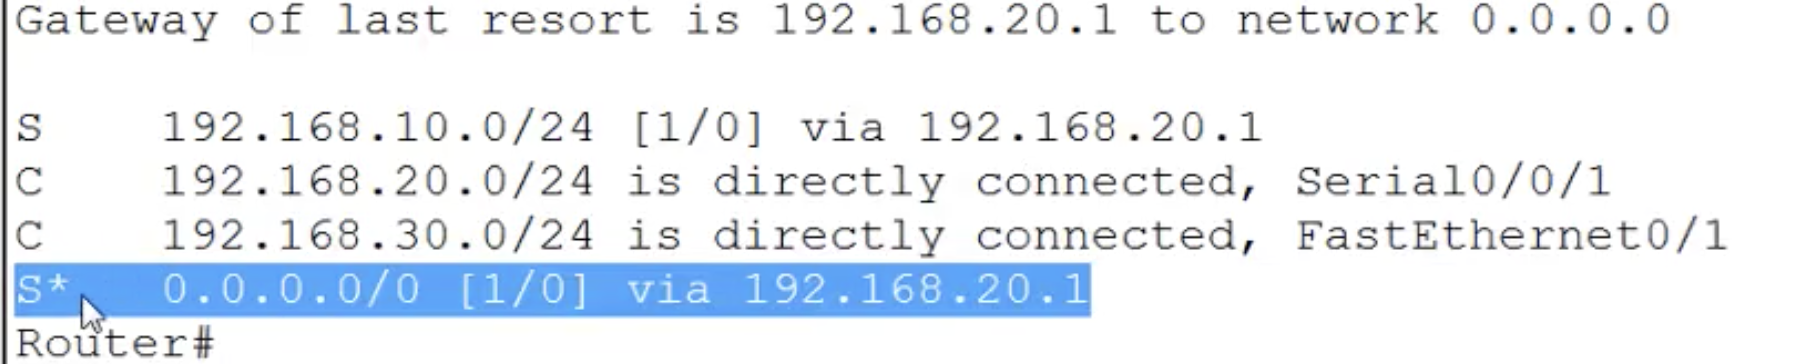 Gateway of last resort is 192.168.20.1 to network 0.0.0.0
S    192.168.10.0/24 [1/0] via 192.168.20.1
C    192.168.20.0/24 is directly connected, Serial0/0/1
C    192.168.30.0/24 is directly connected, FastEthernet0/1
S*   0.0.0.0/0 [1/0] via 192.168.20.1
Router#